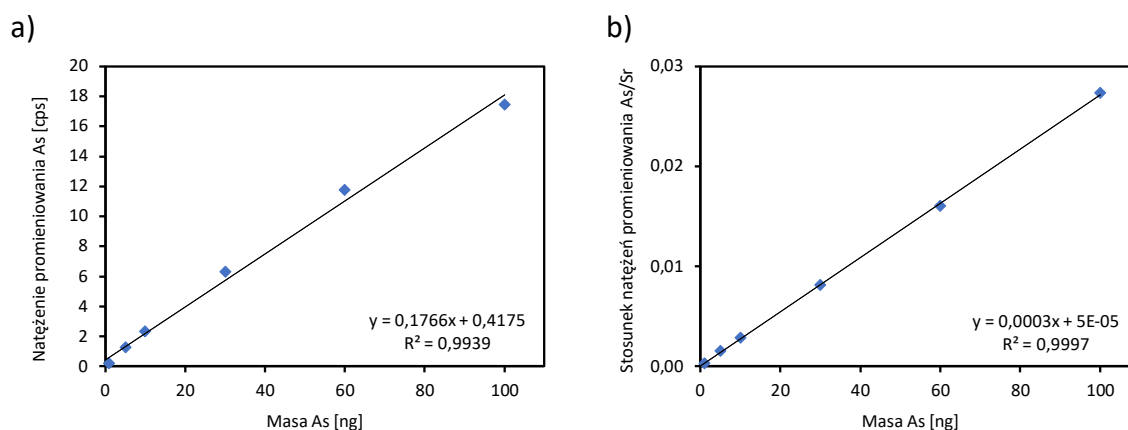 a)
Natężenie promieniowania As [cps]
20
18
16
14
12
10
8
6
4
2
0
y = 0,1766x + 0,4175
R² = 0,9939
0 20 40 60 80 100
Masa As [ng]
b)
Stosunek natężeń promieniowania As/Sr
0,03
0,02
0,01
0,00
y = 0,0003x + 5E-05
R² = 0,9997
0 20 40 60 80 100
Masa As [ng]